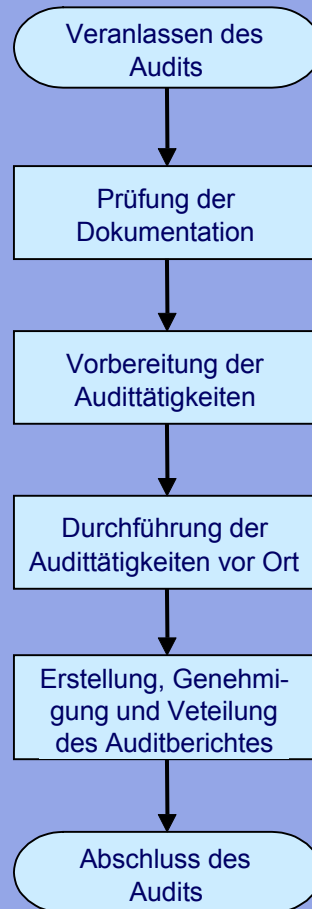 Veranlassen des
Audits
Prüfung der
Dokumentation
Vorbereitung der
Audittätigkeiten
Durchführung der
Audittätigkeiten vor Ort
Erstellung, Genehmi-
gung und Veteilung
des Auditberichtes
Abschluss des
Audits